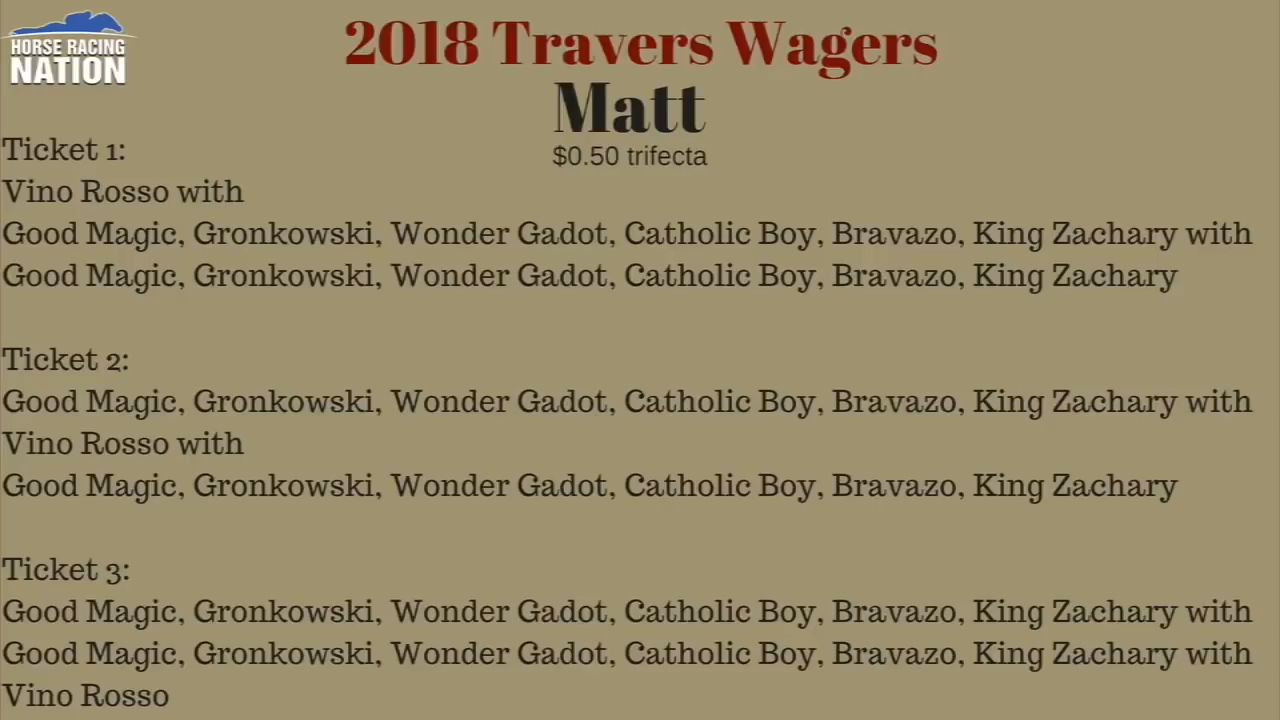 HORSE RACING
NATION
2018 Travers Wagers
Matt
$0.50 trifecta
Ticket 1:
Vino Rosso with
Good Magic, Gronkowski, Wonder Gadot, Catholic Boy, Bravazo, King Zachary with
Good Magic, Gronkowski, Wonder Gadot, Catholic Boy, Bravazo, King Zachary
Ticket 2:
Good Magic, Gronkowski, Wonder Gadot, Catholic Boy, Bravazo, King Zachary with
Vino Rosso with
Good Magic, Gronkowski, Wonder Gadot, Catholic Boy, Bravazo, King Zachary
Ticket 3:
Good Magic, Gronkowski, Wonder Gadot, Catholic Boy, Bravazo, King Zachary with
Good Magic, Gronkowski, Wonder Gadot, Catholic Boy, Bravazo, King Zachary with
Vino Rosso